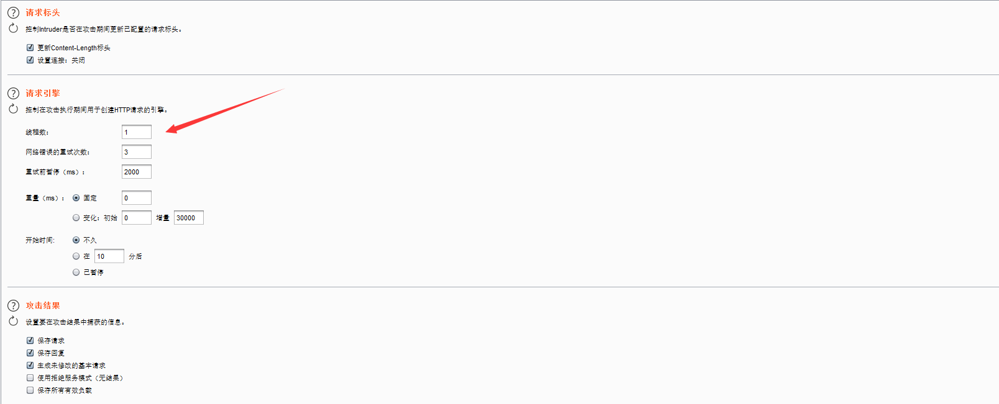 请求标头
控制Intruder是否在攻击期间更新已配置的请求标头。
更新Content-Length标头
设置连接：关闭
请求引擎
控制在攻击执行期间用于创建HTTP请求的引擎。
线程数： 1
网络错误的重试次数： 3
重试前暂停（ms）： 2000
重量（ms）： 固定 0
变化：初始 0 增量 30000
开始时间: 不久
在 10 分后
已暂停
攻击结果
设置要在攻击结果中捕获的信息。
保存请求
保存回复
生成未修改的基本请求
使用拒绝服务模式（无结果）
保存所有有效负载